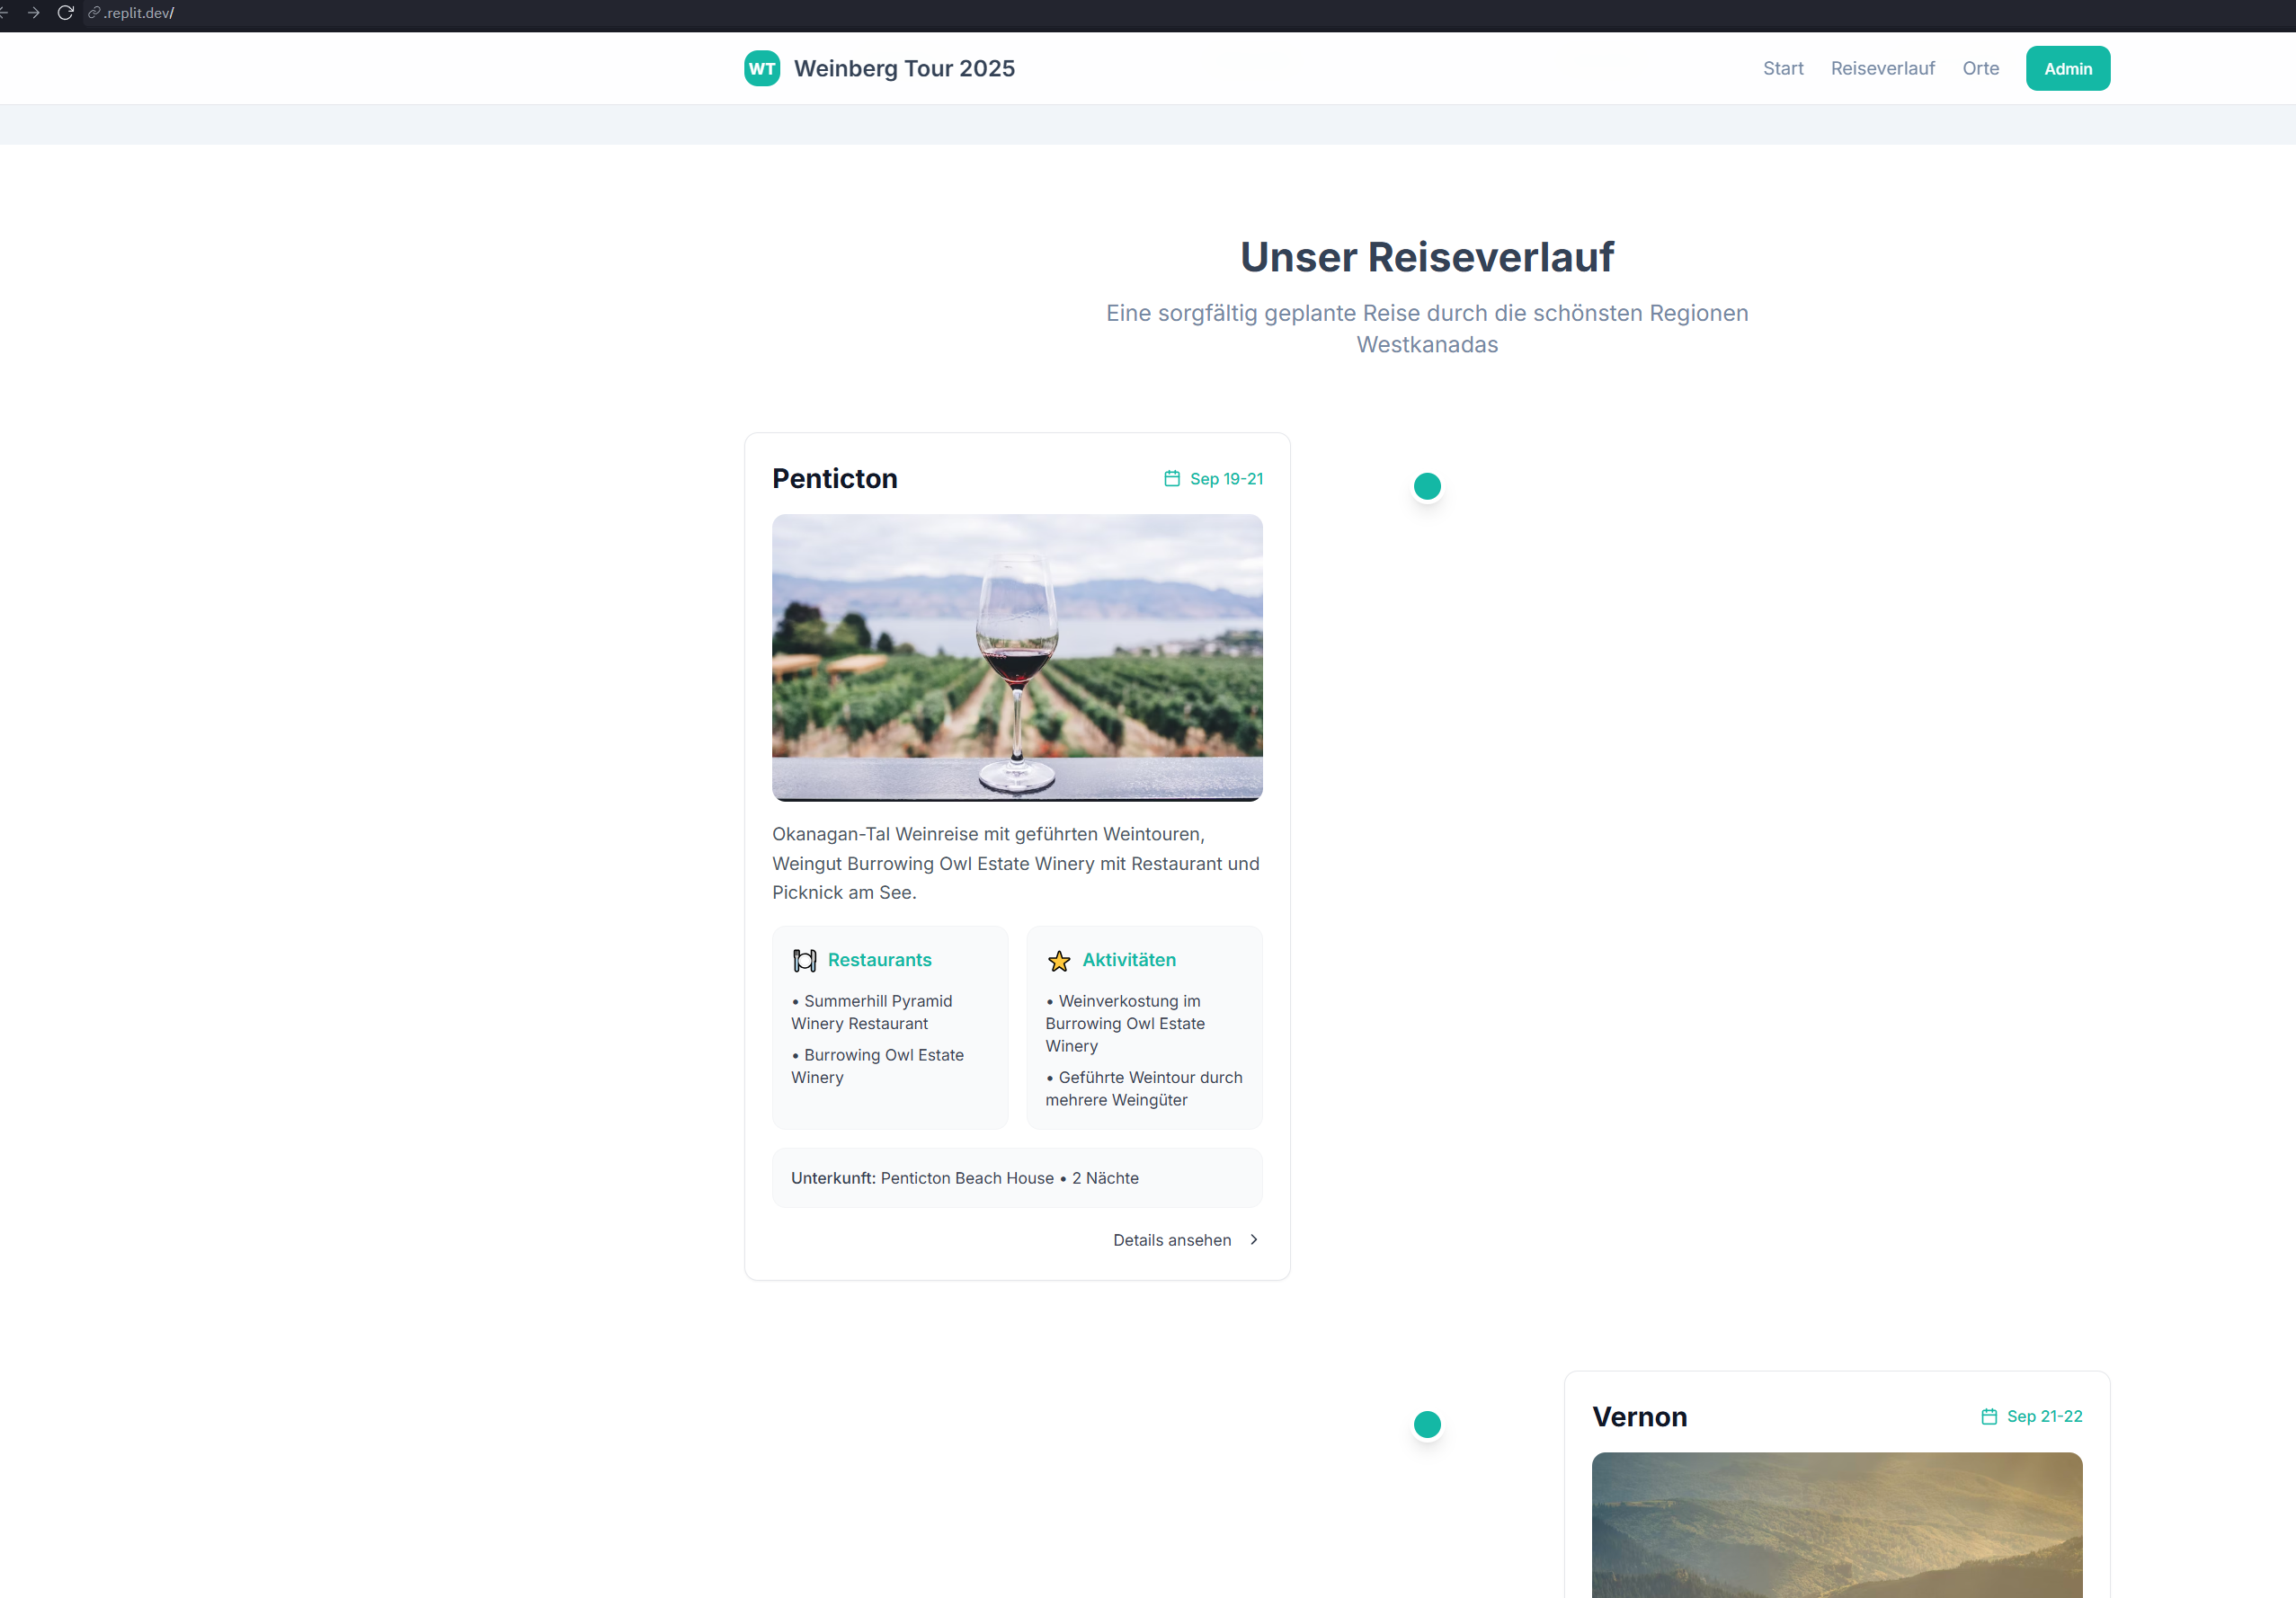 .replit.dev/
WT Weinberg Tour 2025
Start Reiseverlauf Orte Admin
Unser Reiseverlauf
Eine sorgfältig geplante Reise durch die schönsten Regionen
Westkanadas
Penticton
Sep 19-21
Okanagan-Tal Weinreise mit geführten Weintouren,
Weingut Burrowing Owl Estate Winery mit Restaurant und
Picknick am See.
Restaurants
• Summerhill Pyramid
Winery Restaurant
• Burrowing Owl Estate
Winery
Aktivitäten
• Weinverkostung im
Burrowing Owl Estate
Winery
• Geführte Weintour durch
mehrere Weingüter
Unterkunft: Penticton Beach House • 2 Nächte
Details ansehen
Vernon
Sep 21-22